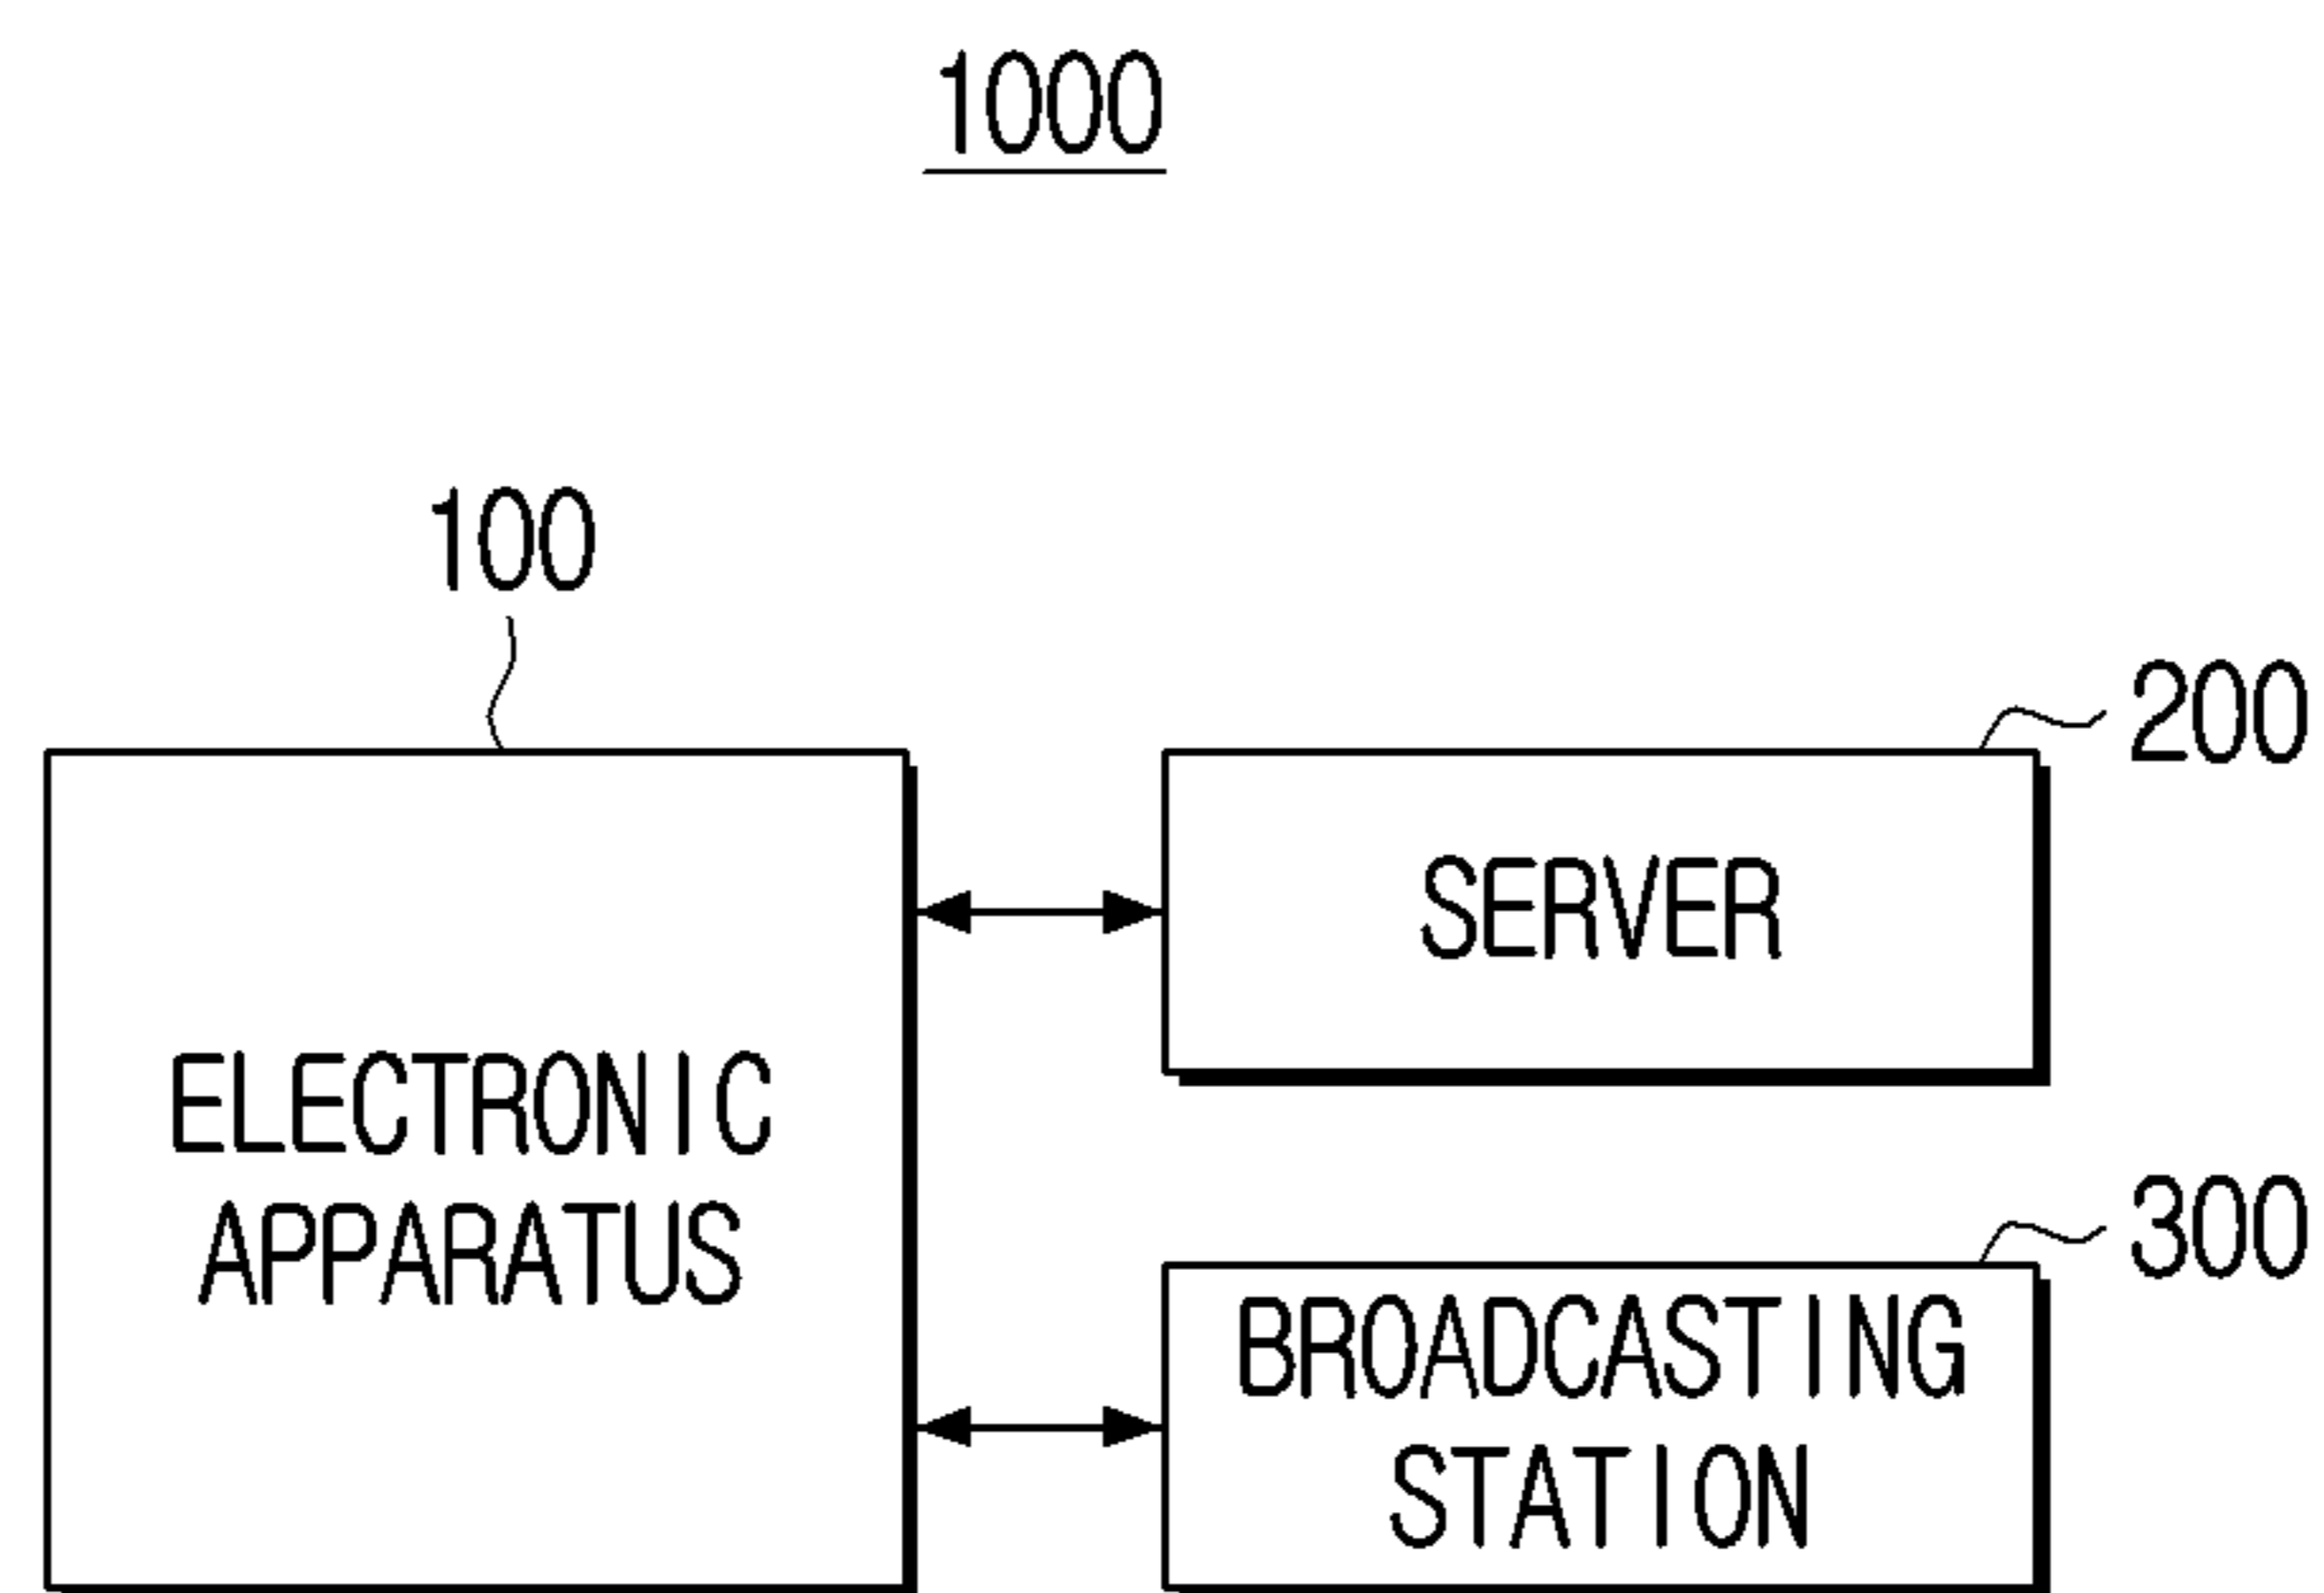 1000
100
200
SERVER
ELECTRONIC
APPARATUS
300
BROADCASTING
STATION